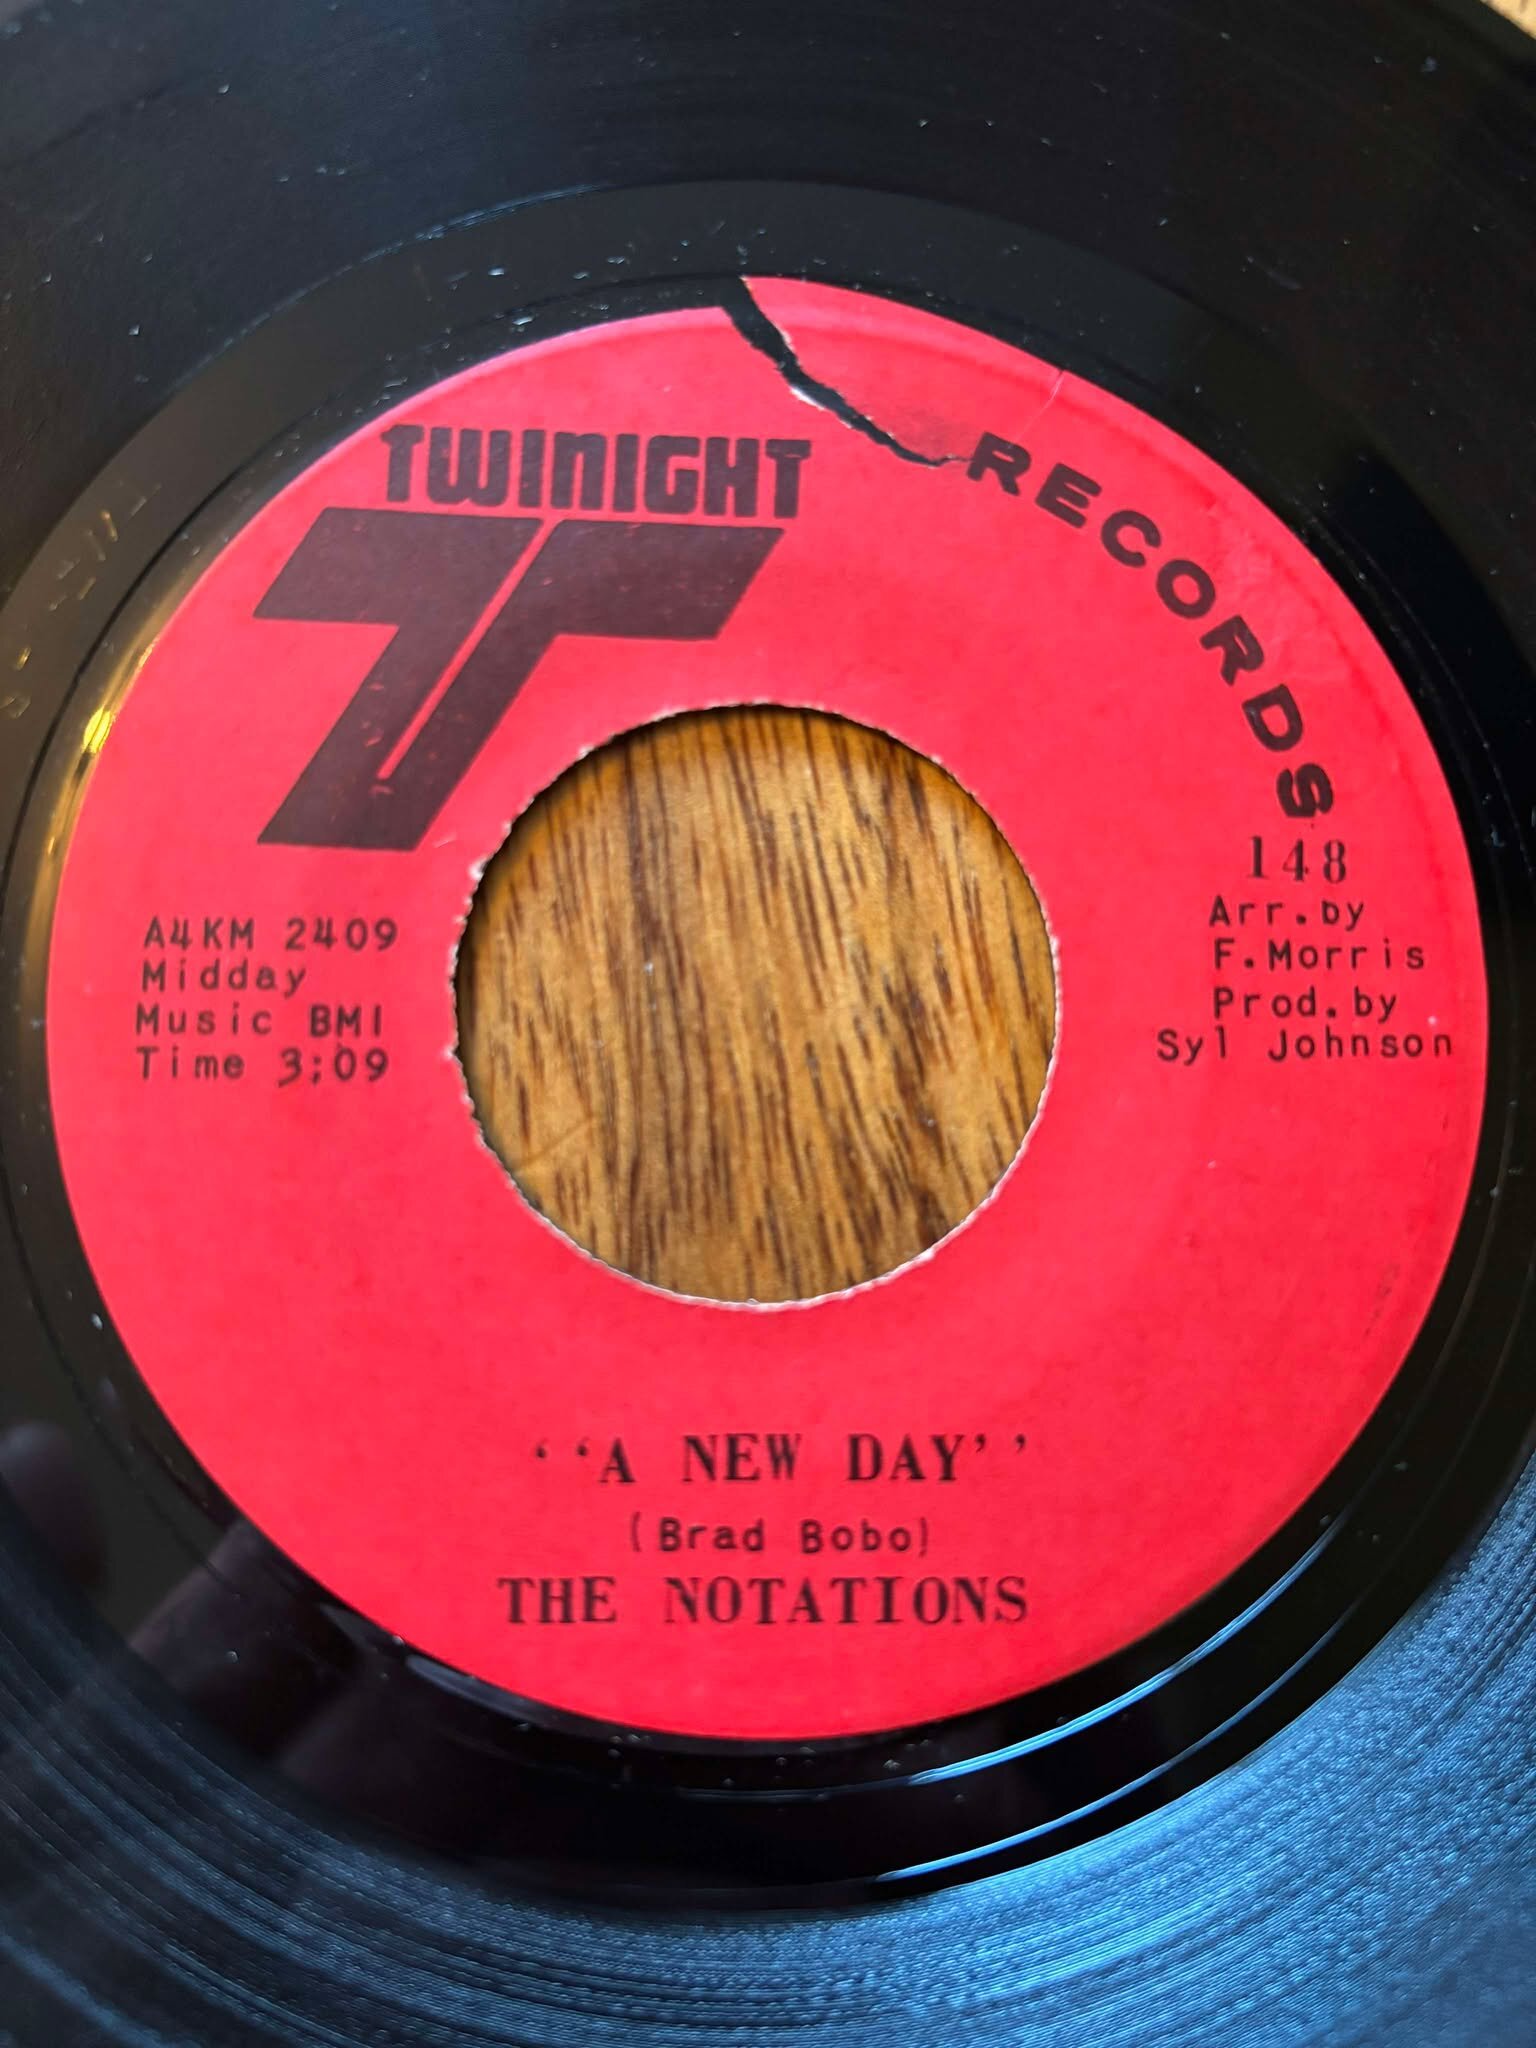 TWINIGHT
RECORDS
148
Arr.by
F.Morris
Prod.by
Syl Johnson
A4KM 2409
Midday
Music BMI
Time 3;09
‘‘A NEW DAY’’
(Brad Bobo)
THE NOTATIONS